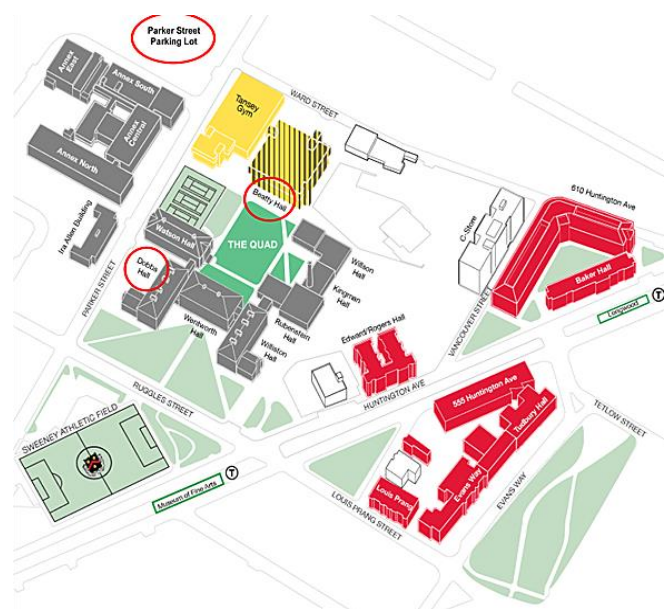 Parker Street
Parking Lot
Annex
East
Annex South
Annex
Central
Annex North
Tansey
Gym
WARD STREET
Beatty Hall
Ira Allen Building
Watson Hall
THE QUAD
Dobbs
Hall
PARKER STREET
Willson
Hall
Kingman
Hall
Rubenstein
Hall
Wentworth
Hall
Williston
Hall
C-Store
610 Huntington Ave
Baker Hall
Longwood
T
VANCOUVER STREET
Edward/Rogers Hall
HUNTINGTON AVE
RUGGLES STREET
SWEENEY ATHLETIC FIELD
Museum of Fine Arts
T
555 Huntington Ave
Tudbury Hall
TETLOW STREET
Evans Way
EVANS WAY
Louis Prang
LOUIS PRANG STREET